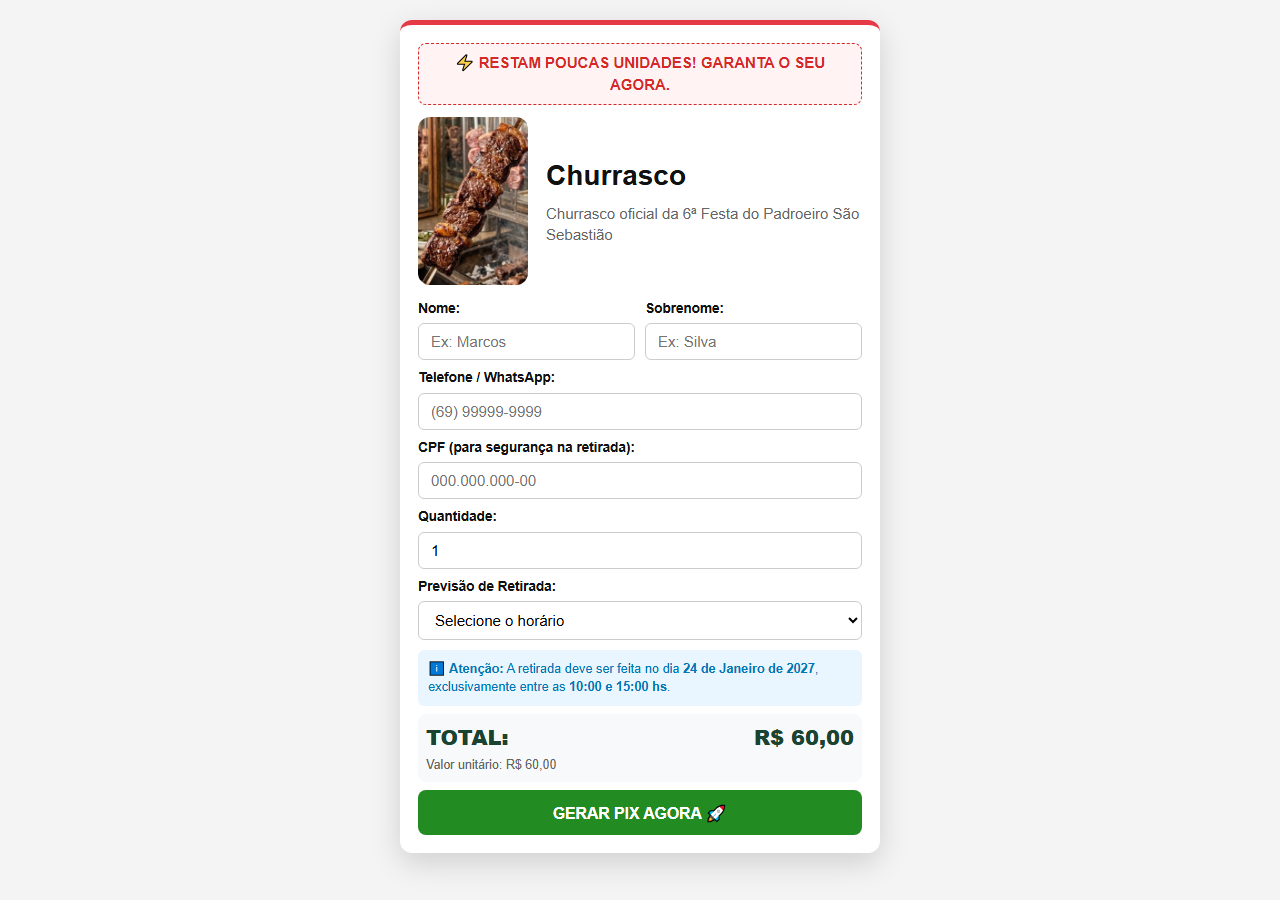 ⚡ RESTAM POUCAS UNIDADES! GARANTA O SEU
AGORA.
Churrasco
Churrasco oficial da 6ª Festa do Padroeiro São
Sebastião
Nome: Sobrenome:
Ex: Marcos Ex: Silva
Telefone / WhatsApp:
(69) 99999-9999
CPF (para segurança na retirada):
000.000.000-00
Quantidade:
1
Previsão de Retirada:
Selecione o horário
ℹ️ Atenção: A retirada deve ser feita no dia 24 de Janeiro de 2027,
exclusivamente entre as 10:00 e 15:00 hs.
TOTAL: R$ 60,00
Valor unitário: R$ 60,00
GERAR PIX AGORA 🚀